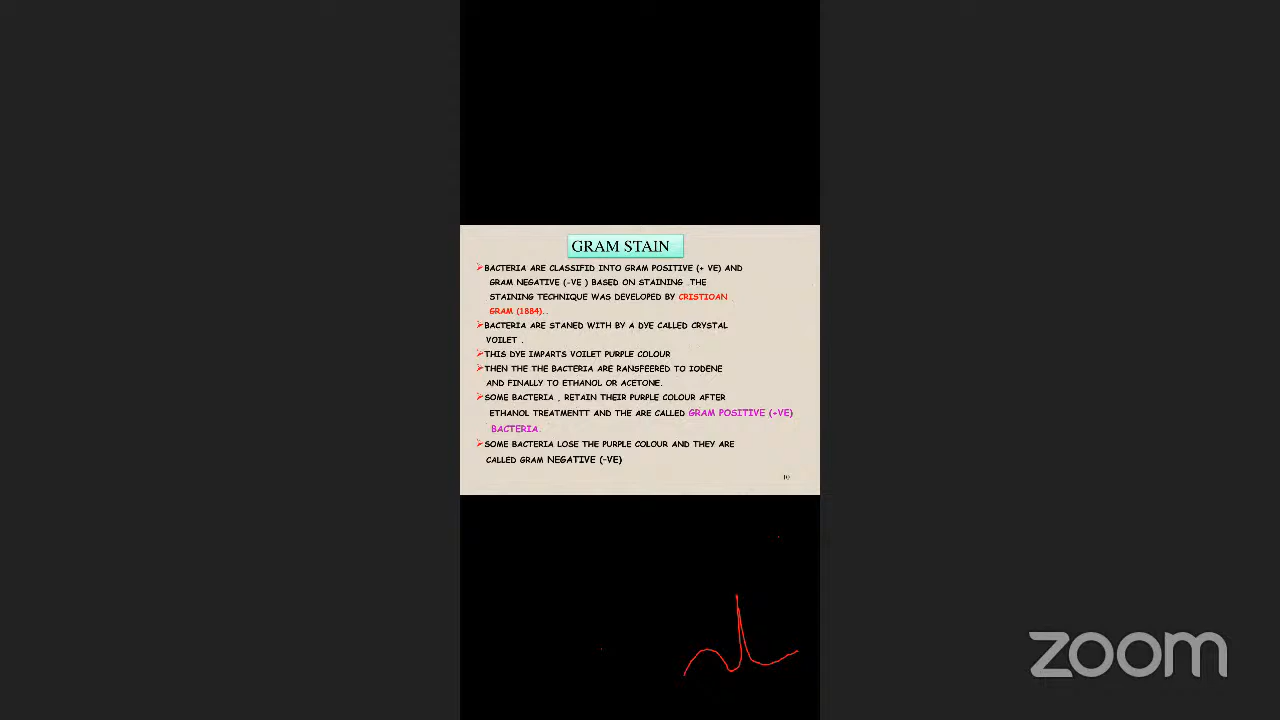 GRAM STAIN
BACTERIA ARE CLASSIFID INTO GRAM POSITIVE (+ VE) AND
GRAM NEGATIVE (-VE ) BASED ON STAINING .THE
STAINING TECHNIQUE WAS DEVELOPED BY CRISTIOAN
GRAM (1884)..
BACTERIA ARE STANED WITH BY A DYE CALLED CRYSTAL
VOILET .
THIS DYE IMPARTS VOILET PURPLE COLOUR
THEN THE THE BACTERIA ARE RANSFEERED TO IODENE
AND FINALLY TO ETHANOL OR ACETONE.
SOME BACTERIA , RETAIN THEIR PURPLE COLOUR AFTER
ETHANOL TREATMENTT AND THE ARE CALLED GRAM POSITIVE (+VE)
BACTERIA.
SOME BACTERIA LOSE THE PURPLE COLOUR AND THEY ARE
CALLED GRAM NEGATIVE (-VE)
10
zoom